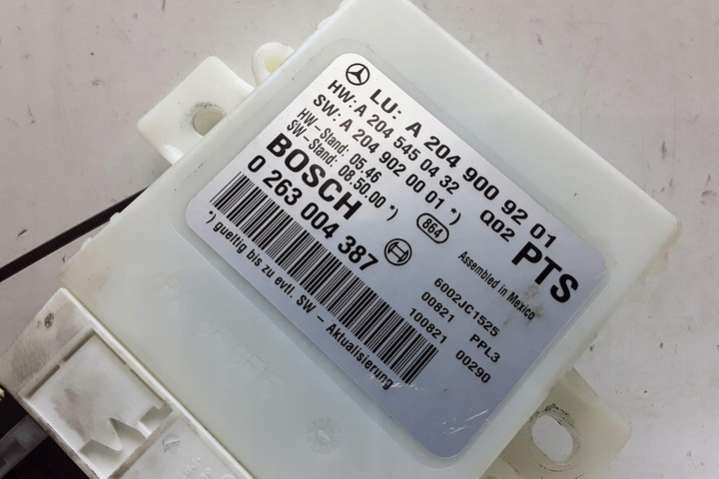 LU: A 204 900 92 01
HW: A 204 545 04 32 Q02
SW: A 204 902 00 01 *)
HW-Stand: 05.46
SW-Stand: 08.50.00 *)
864
PTS
BOSCH
0 263 004 387
Assembled in Mexico
6002JC1525
00821 PPL3
100821 00290
*) gueltig bis zu evtl. SW - Aktualisierung